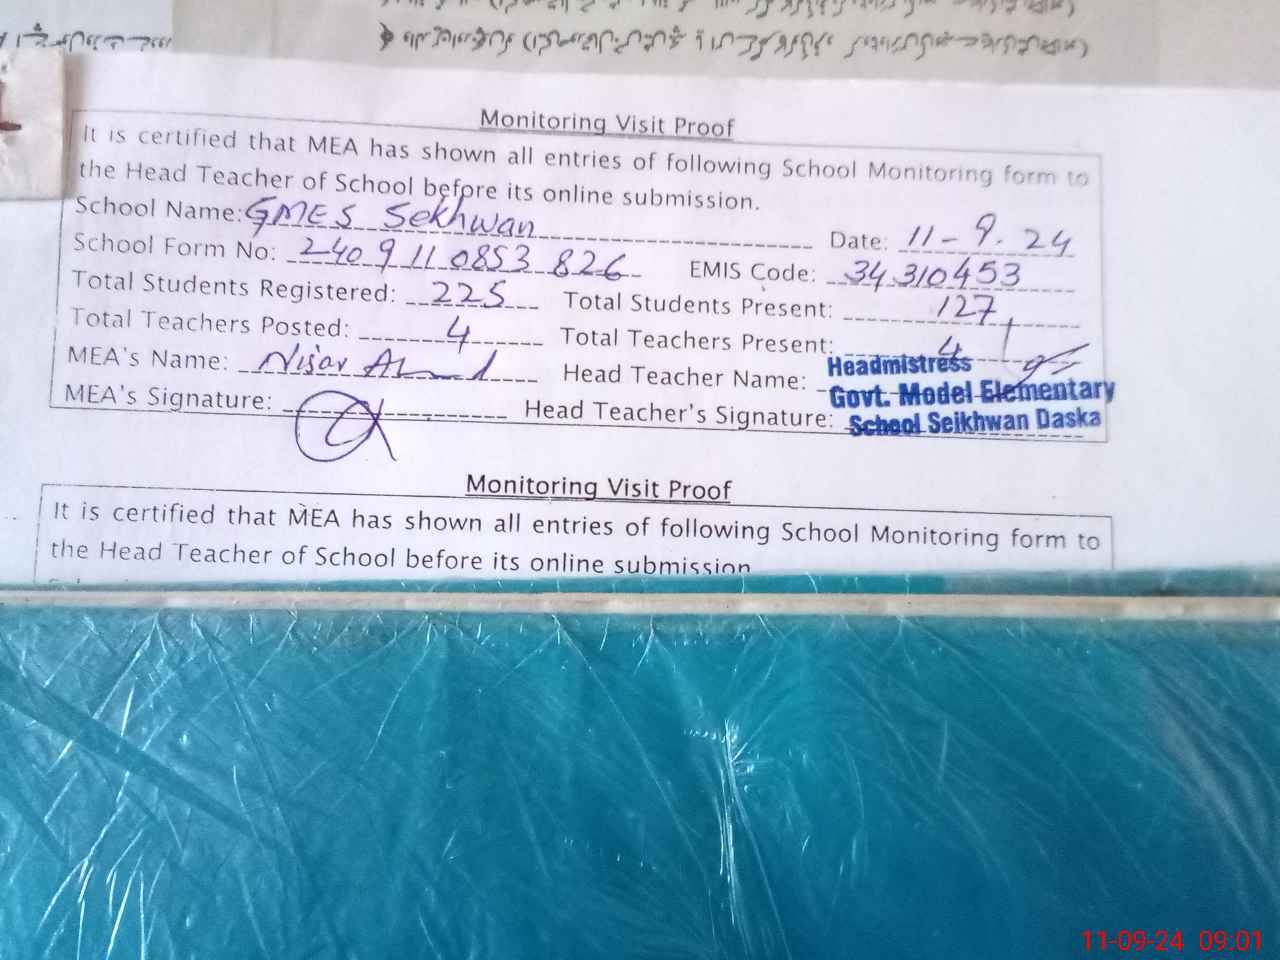 Monitoring Visit Proof
It is certified that MEA has shown all entries of following School Monitoring form to
the Head Teacher of School before its online submission.
School Name: GMES Sekhwan Date: 11-9.24
School Form No: 240911 0853 826 EMIS Code: 34310453
Total Students Registered: 225 Total Students Present: 127
Total Teachers Posted: 4 Total Teachers Present: 4
MEA's Name: Nisar Ahmad Head Teacher Name: Headmistress
Govt. Model Elementary
MEA's Signature: Head Teacher's Signature: School Seikhwan Daska
Monitoring Visit Proof
It is certified that MEA has shown all entries of following School Monitoring form to
the Head Teacher of School before its online submission
11-09-24 09:01